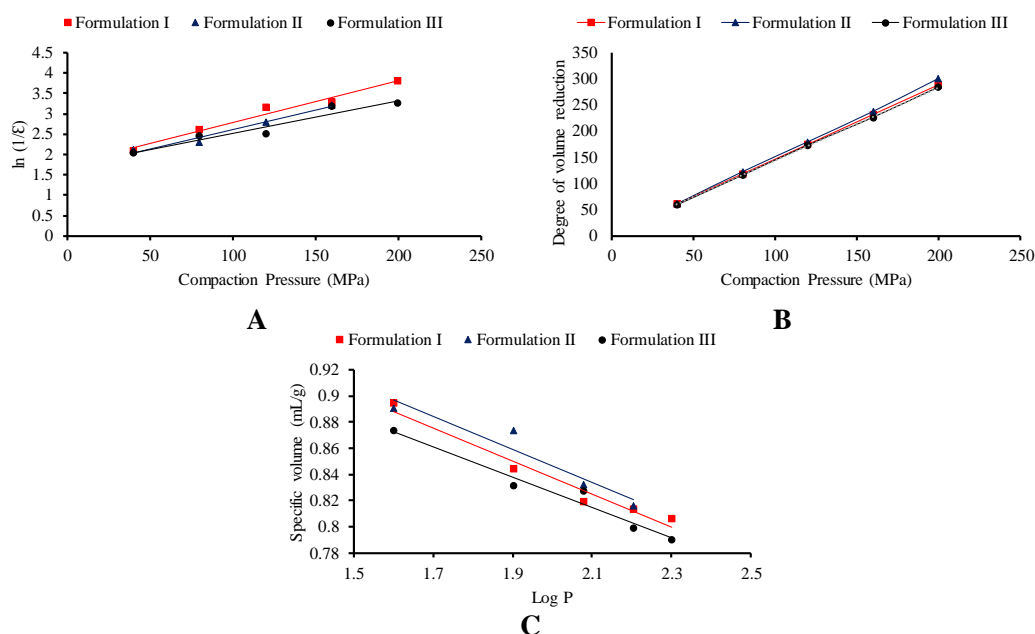 Formulation I Formulation II Formulation III
4.5
4
3.5
3
2.5
2
1.5
1
0.5
0
0 50 100 150 200 250
ln (1/Ɛ)
Compaction Pressure (MPa)
A
Formulation I Formulation II Formulation III
350
300
250
200
150
100
50
0
0 50 100 150 200 250
Degree of volume reduction
Compaction Pressure (MPa)
B
Formulation I Formulation II Formulation III
0.92
0.9
0.88
0.86
0.84
0.82
0.8
0.78
1.5 1.7 1.9 2.1 2.3 2.5
Specific volume (mL/g)
Log P
C